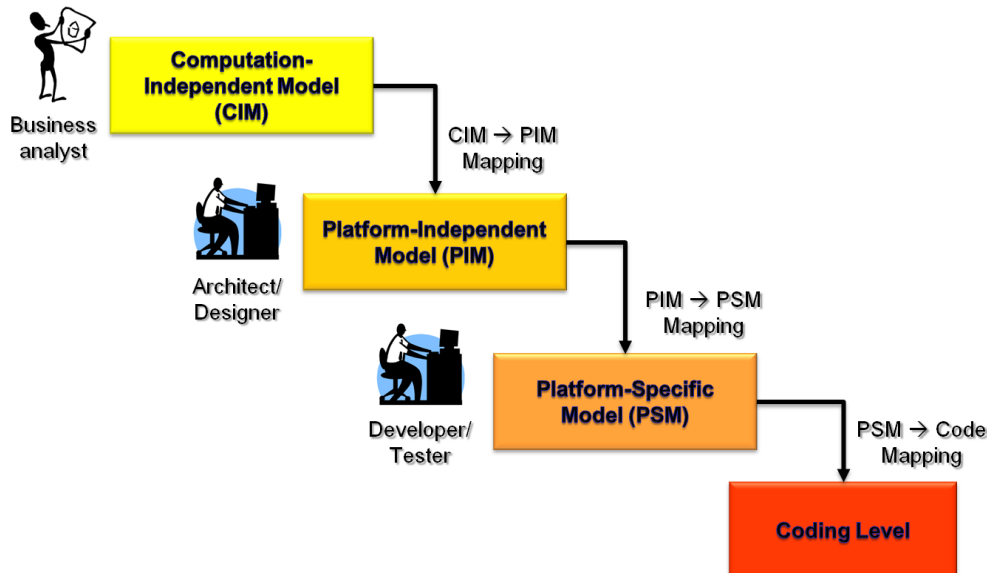 Computation-
Independent Model
(CIM)
Business
analyst
CIM → PIM
Mapping
Platform-Independent
Model (PIM)
Architect/
Designer
PIM → PSM
Mapping
Platform-Specific
Model (PSM)
Developer/
Tester
PSM → Code
Mapping
Coding Level